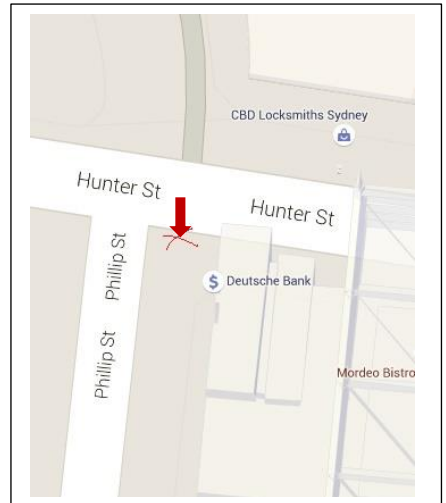 CBD Locksmiths Sydney
Hunter St
Hunter St
Phillip St
$ Deutsche Bank
Phillip St
Mordeo Bistro